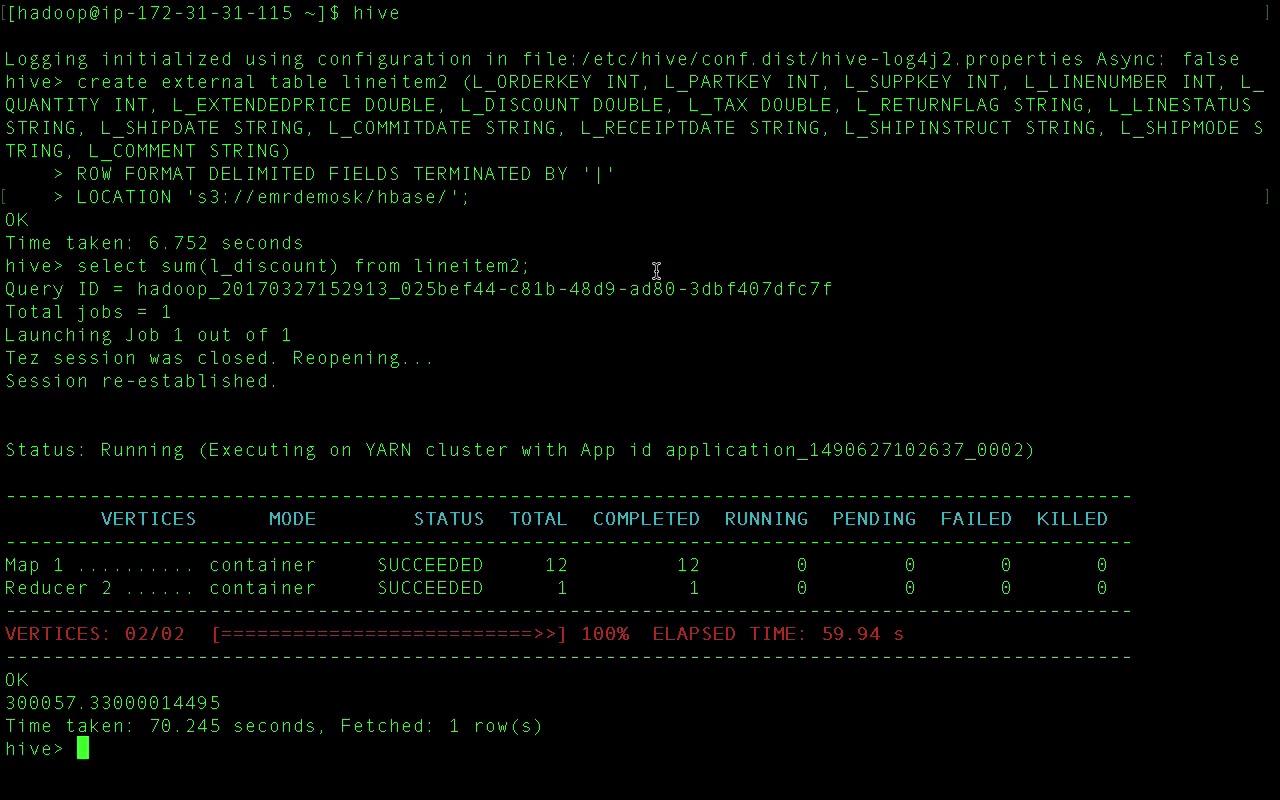 [[hadoop@ip-172-31-31-115 ~]$ hive ]
Logging initialized using configuration in file:/etc/hive/conf.dist/hive-log4j2.properties Async: false
hive> create external table lineitem2 (L_ORDERKEY INT, L_PARTKEY INT, L_SUPPKEY INT, L_LINENUMBER INT, L_
QUANTITY INT, L_EXTENDEDPRICE DOUBLE, L_DISCOUNT DOUBLE, L_TAX DOUBLE, L_RETURNFLAG STRING, L_LINESTATUS
STRING, L_SHIPDATE STRING, L_COMMITDATE STRING, L_RECEIPTDATE STRING, L_SHIPINSTRUCT STRING, L_SHIPMODE S
TRING, L_COMMENT STRING)
    > ROW FORMAT DELIMITED FIELDS TERMINATED BY '|'
[    > LOCATION 's3://emrdemosk/hbase/'; ]
OK
Time taken: 6.752 seconds
hive> select sum(l_discount) from lineitem2;
Query ID = hadoop_20170327152913_025bef44-c81b-48d9-ad80-3dbf407dfc7f
Total jobs = 1
Launching Job 1 out of 1
Tez session was closed. Reopening...
Session re-established.
Status: Running (Executing on YARN cluster with App id application_1490627102637_0002)
----------------------------------------------------------------------------------------------
        VERTICES      MODE        STATUS  TOTAL  COMPLETED  RUNNING  PENDING  FAILED  KILLED
----------------------------------------------------------------------------------------------
Map 1 .......... container     SUCCEEDED     12         12        0        0       0       0
Reducer 2 ...... container     SUCCEEDED      1          1        0        0       0       0
----------------------------------------------------------------------------------------------
VERTICES: 02/02  [==========================>>] 100%  ELAPSED TIME: 59.94 s
----------------------------------------------------------------------------------------------
OK
300057.33000014495
Time taken: 70.245 seconds, Fetched: 1 row(s)
hive>